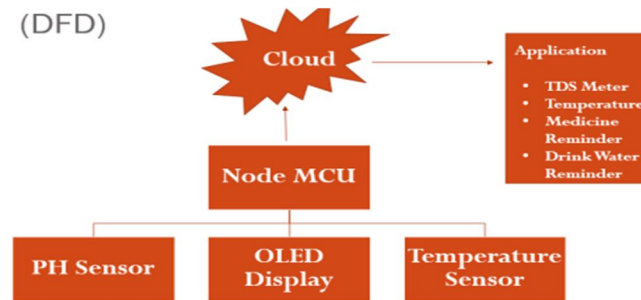 (DFD)
Cloud
Application
• TDS Meter
• Temperature
• Medicine
Reminder
• Drink Water
Reminder
Node MCU
PH Sensor
OLED
Display
Temperature
Sensor